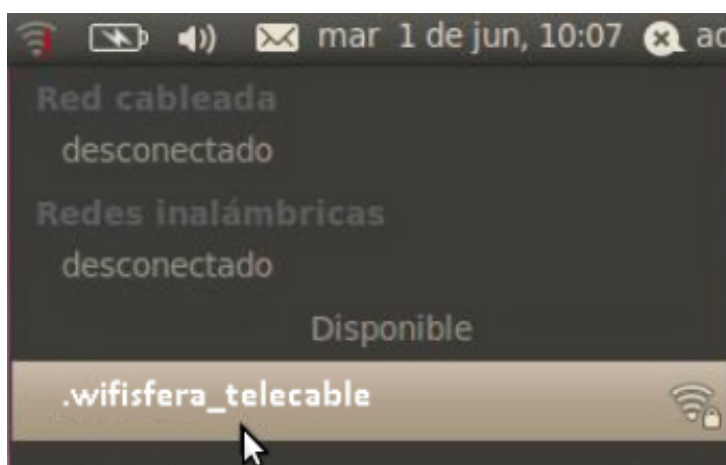 mar 1 de jun, 10:07
Red cableada
desconectado
Redes inalámbricas
desconectado
Disponible
.wifisfera_telecable